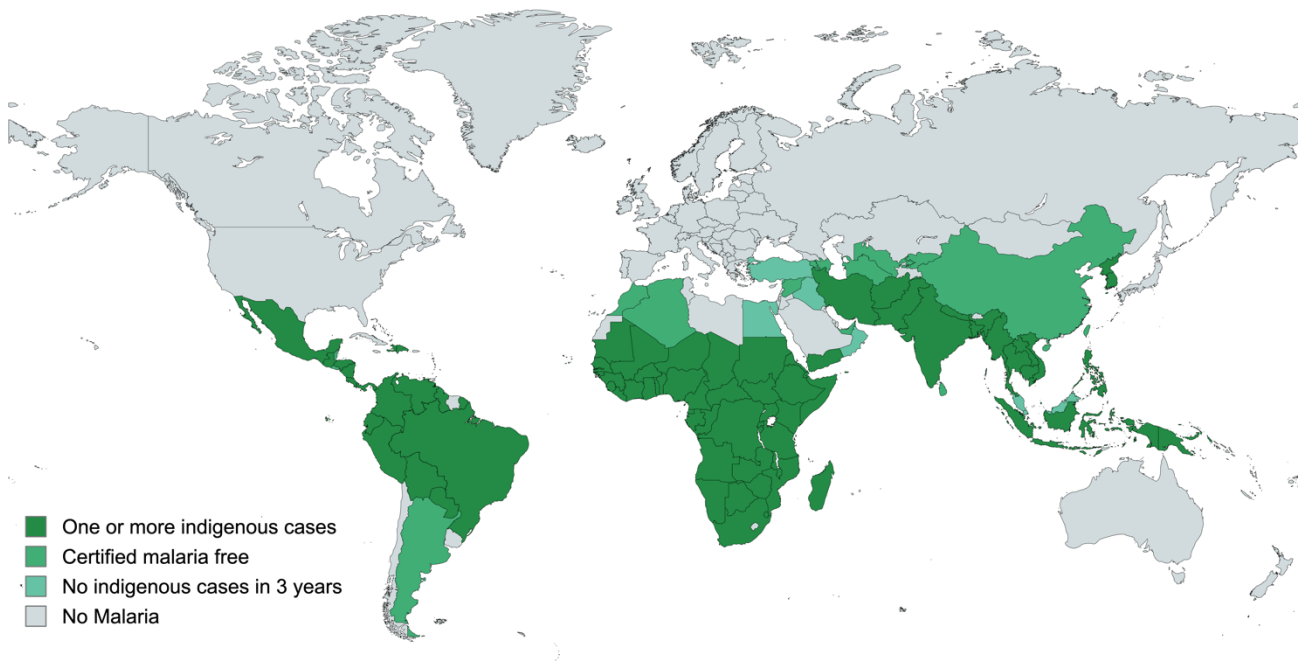 One or more indigenous cases
Certified malaria free
No indigenous cases in 3 years
No Malaria